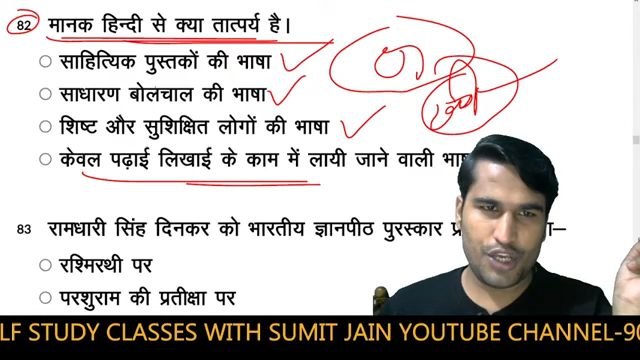 82 मानक हिन्दी से क्या तात्पर्य है।
साहित्यिक पुस्तकों की भाषा
साधारण बोलचाल की भाषा
शिष्ट और सुशिक्षित लोगों की भाषा
केवल पढ़ाई लिखाई के काम में लायी जाने वाली
83 रामधारी सिंह दिनकर को भारतीय ज्ञानपीठ पुरस्कार
रश्मिरथी पर
परशुराम की प्रतीक्षा पर
LF STUDY CLASSES WITH SUMIT JAIN YOUTUBE CHANNEL-90